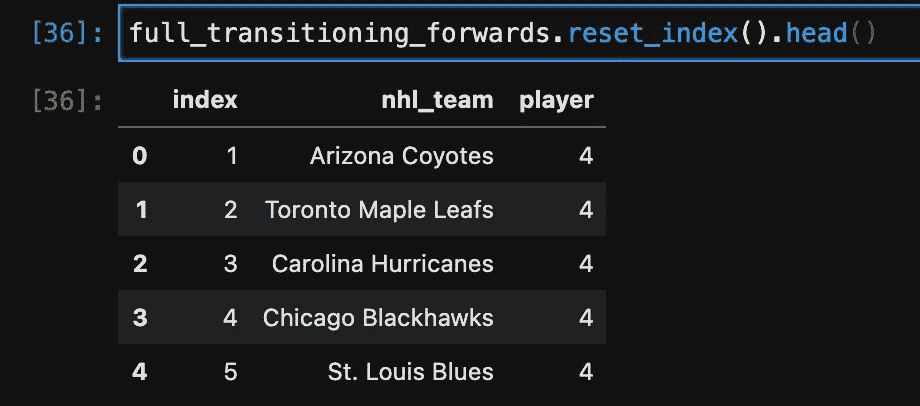 [36]: full_transitioning_forwards.reset_index().head()
[36]:
index nhl_team player
0 1 Arizona Coyotes 4
1 2 Toronto Maple Leafs 4
2 3 Carolina Hurricanes 4
3 4 Chicago Blackhawks 4
4 5 St. Louis Blues 4